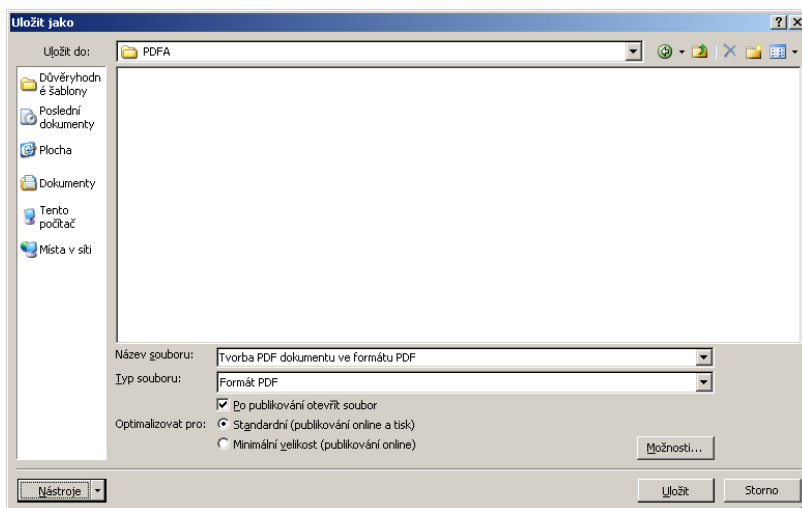 Uložit jako
Uložit do:
PDFA
Důvěryhodn
é šablony
Poslední
dokumenty
Plocha
Dokumenty
Tento
počítač
Místa v síti
Název souboru:
Tvorba PDF dokumentu ve formátu PDF
Typ souboru:
Formát PDF
Po publikování otevřít soubor
Optimalizovat pro:
Standardní (publikování online a tisk)
Minimální velikost (publikování online)
Možnosti...
Nástroje
Uložit
Storno